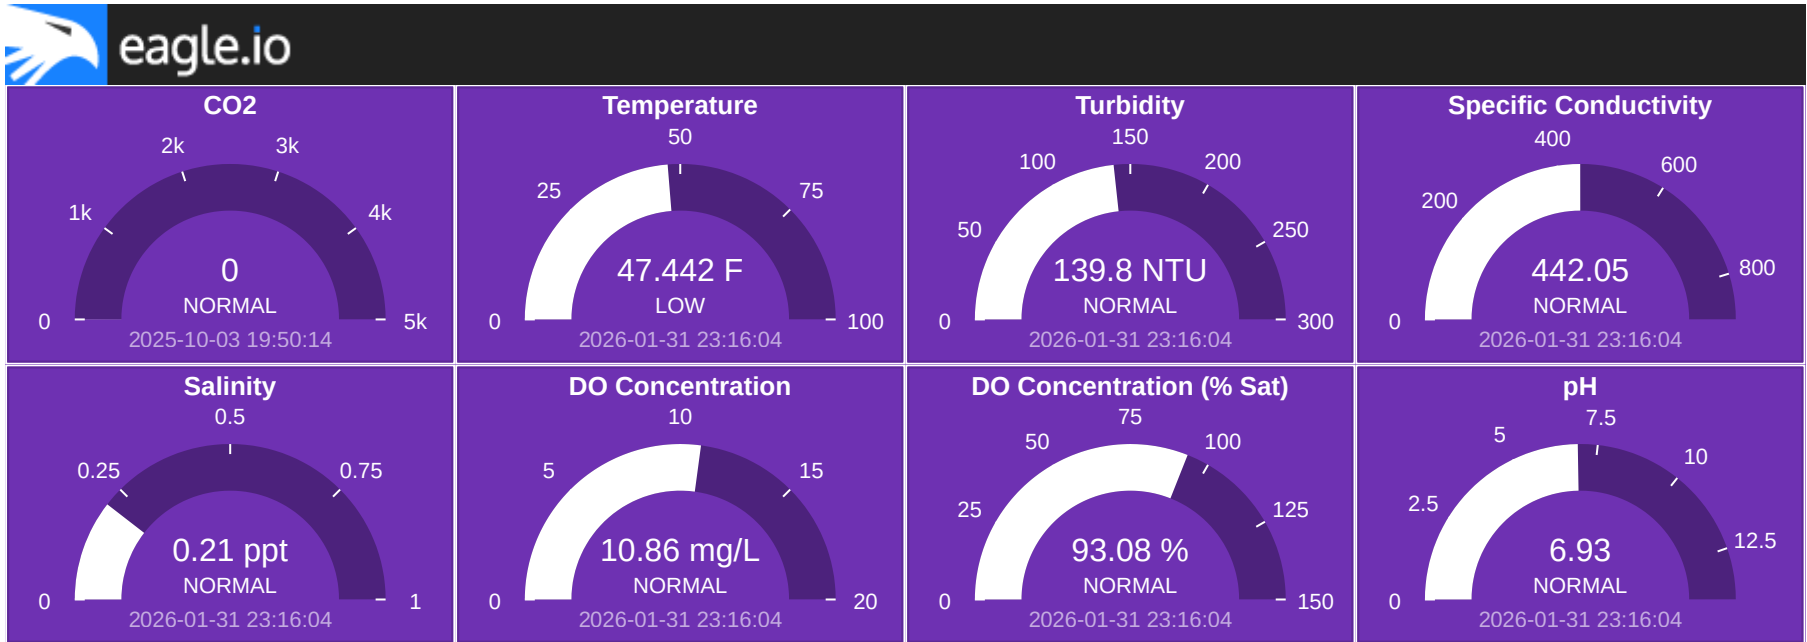 eagle.io
CO2
2k
3k
1k
4k
0
5k
0
NORMAL
2025-10-03 19:50:14
Temperature
50
25
75
0
100
47.442 F
LOW
2026-01-31 23:16:04
Turbidity
150
100
200
50
250
0
300
139.8 NTU
NORMAL
2026-01-31 23:16:04
Specific Conductivity
400
600
200
800
0
442.05
NORMAL
2026-01-31 23:16:04
Salinity
0.5
0.25
0.75
0
1
0.21 ppt
NORMAL
2026-01-31 23:16:04
DO Concentration
10
5
15
0
20
10.86 mg/L
NORMAL
2026-01-31 23:16:04
DO Concentration (% Sat)
75
50
100
25
125
0
150
93.08 %
NORMAL
2026-01-31 23:16:04
pH
7.5
5
10
2.5
12.5
0
6.93
NORMAL
2026-01-31 23:16:04